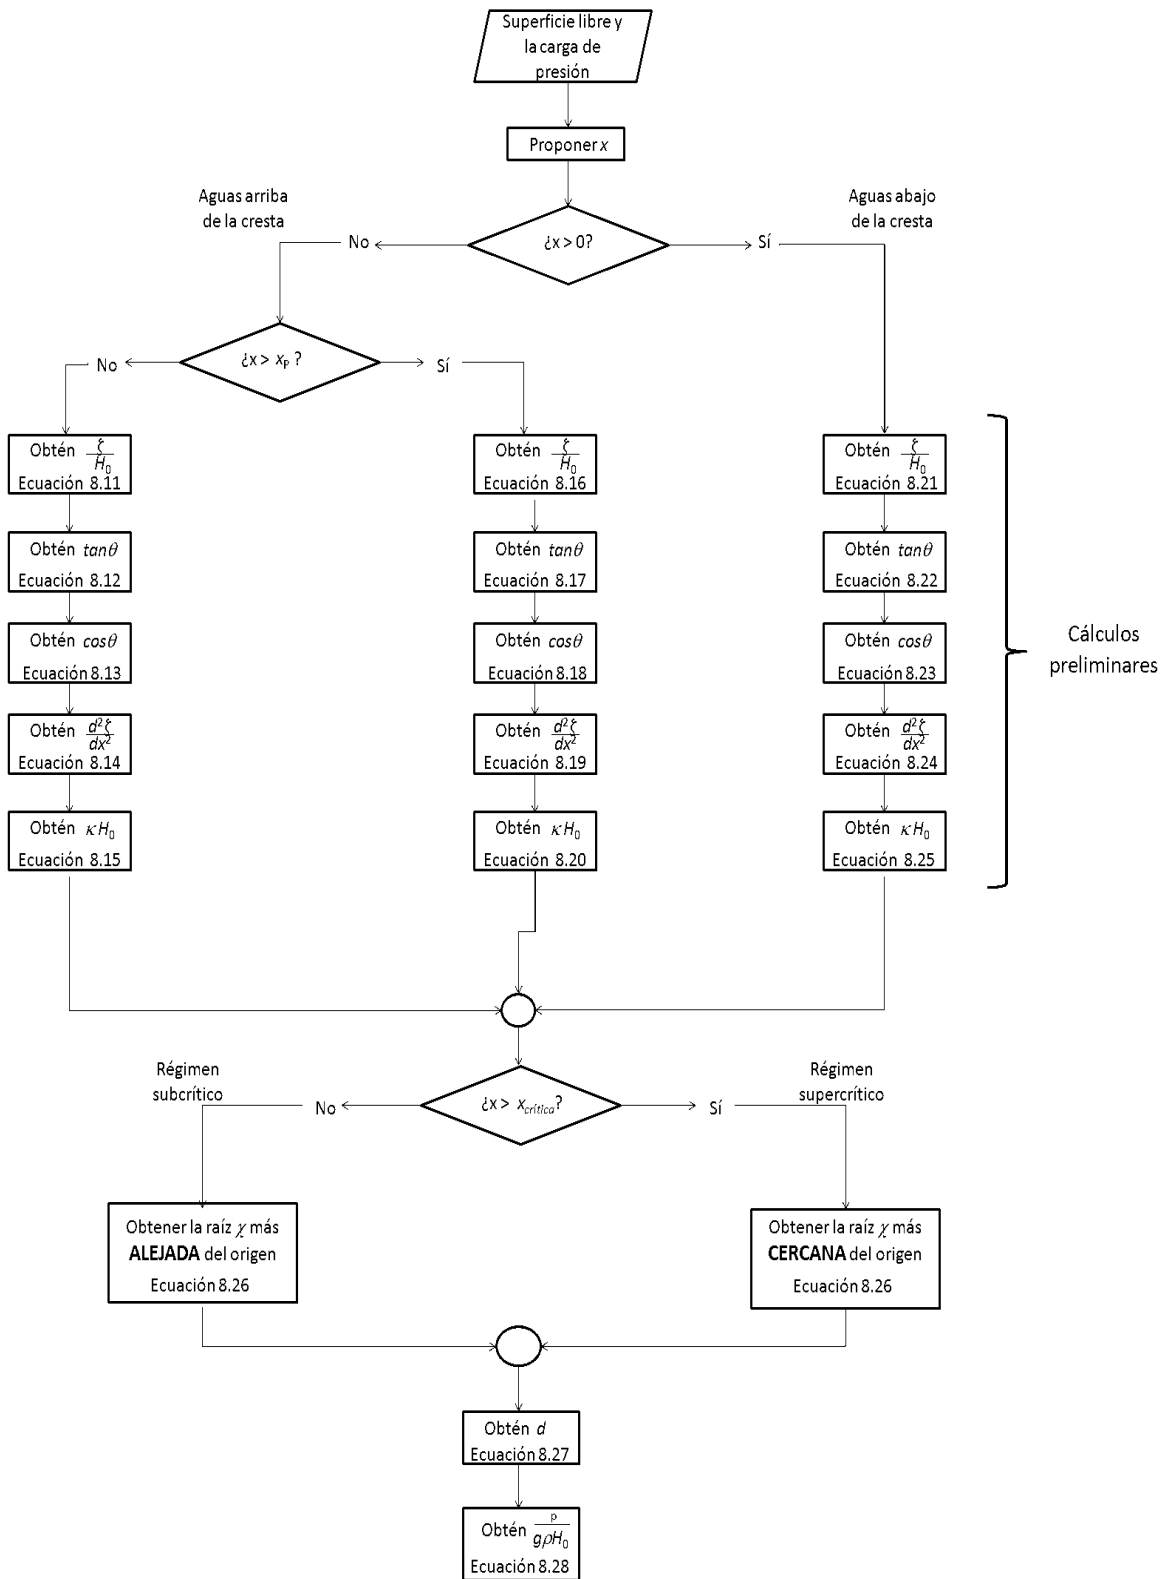 Superficie libre y
la carga de
presión
Proponer x
Aguas arriba
de la cresta
Aguas abajo
de la cresta
No
¿x > 0?
Sí
No
¿x > xP ?
Sí
Obtén ζ/H0
Ecuación 8.11
Obtén tanθ
Ecuación 8.12
Obtén cosθ
Ecuación 8.13
Obtén d²ζ/dx²
Ecuación 8.14
Obtén κH0
Ecuación 8.15
Obtén ζ/H0
Ecuación 8.16
Obtén tanθ
Ecuación 8.17
Obtén cosθ
Ecuación 8.18
Obtén d²ζ/dx²
Ecuación 8.19
Obtén κH0
Ecuación 8.20
Obtén ζ/H0
Ecuación 8.21
Obtén tanθ
Ecuación 8.22
Obtén cosθ
Ecuación 8.23
Obtén d²ζ/dx²
Ecuación 8.24
Obtén κH0
Ecuación 8.25
Cálculos
preliminares
Régimen
subcrítico
Régimen
supercrítico
No
¿x > xcrítica?
Sí
Obtener la raíz χ más
ALEJADA del origen
Ecuación 8.26
Obtener la raíz χ más
CERCANA del origen
Ecuación 8.26
Obtén d
Ecuación 8.27
Obtén p/gρH0
Ecuación 8.28